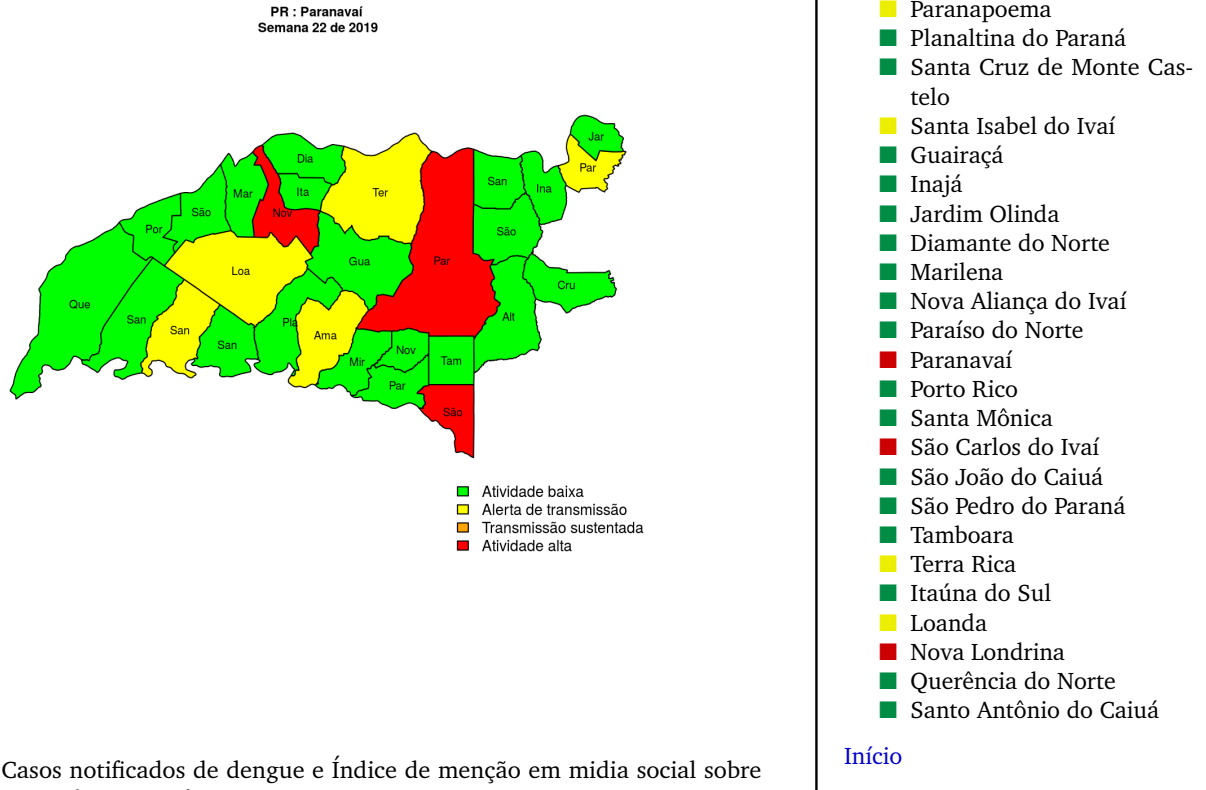 PR : Paranavaí
Semana 22 de 2019
Jar
Par
Dia
Ter
San
Ina
Mar
Ita
São
Nov
Por
São
Loa
Gua
Par
Cru
Que
San
San
San
Pla
Ama
Alt
Mir
Nov
Tam
Par
São
Atividade baixa
Alerta de transmissão
Transmissão sustentada
Atividade alta
Casos notificados de dengue e Índice de menção em midia social sobre
Paranapoema
Planaltina do Paraná
Santa Cruz de Monte Cas-
telo
Santa Isabel do Ivaí
Guairaçá
Inajá
Jardim Olinda
Diamante do Norte
Marilena
Nova Aliança do Ivaí
Paraíso do Norte
Paranavaí
Porto Rico
Santa Mônica
São Carlos do Ivaí
São João do Caiuá
São Pedro do Paraná
Tamboara
Terra Rica
Itaúna do Sul
Loanda
Nova Londrina
Querência do Norte
Santo Antônio do Caiuá
Início